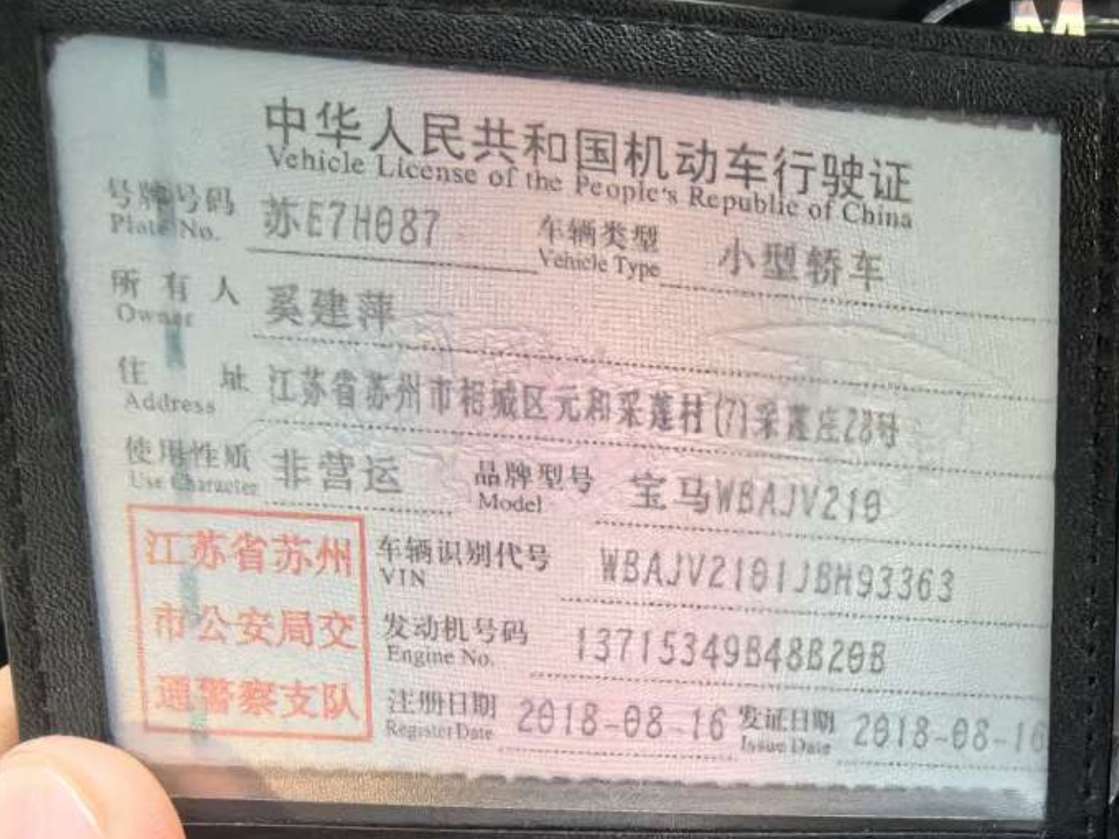 M
中华人民共和国机动车行驶证
Vehicle License of the People's Republic of China
号牌号码 苏E7H087 车辆类型 小型轿车
Plate No. Vehicle Type
所有人 奚建萍
Owner
住址 江苏省苏州市相城区元和采莲村(7)采莲庄28号
Address
使用性质 非营运 品牌型号 宝马WBAJV210
Use Character Model
江苏省苏州
市公安局交
通警察支队
车辆识别代号 WBAJV2101JBH93363
VIN
发动机号码 13715349B48B20B
Engine No.
注册日期 2018-08-16 发证日期 2018-08-16
Register Date Issue Date